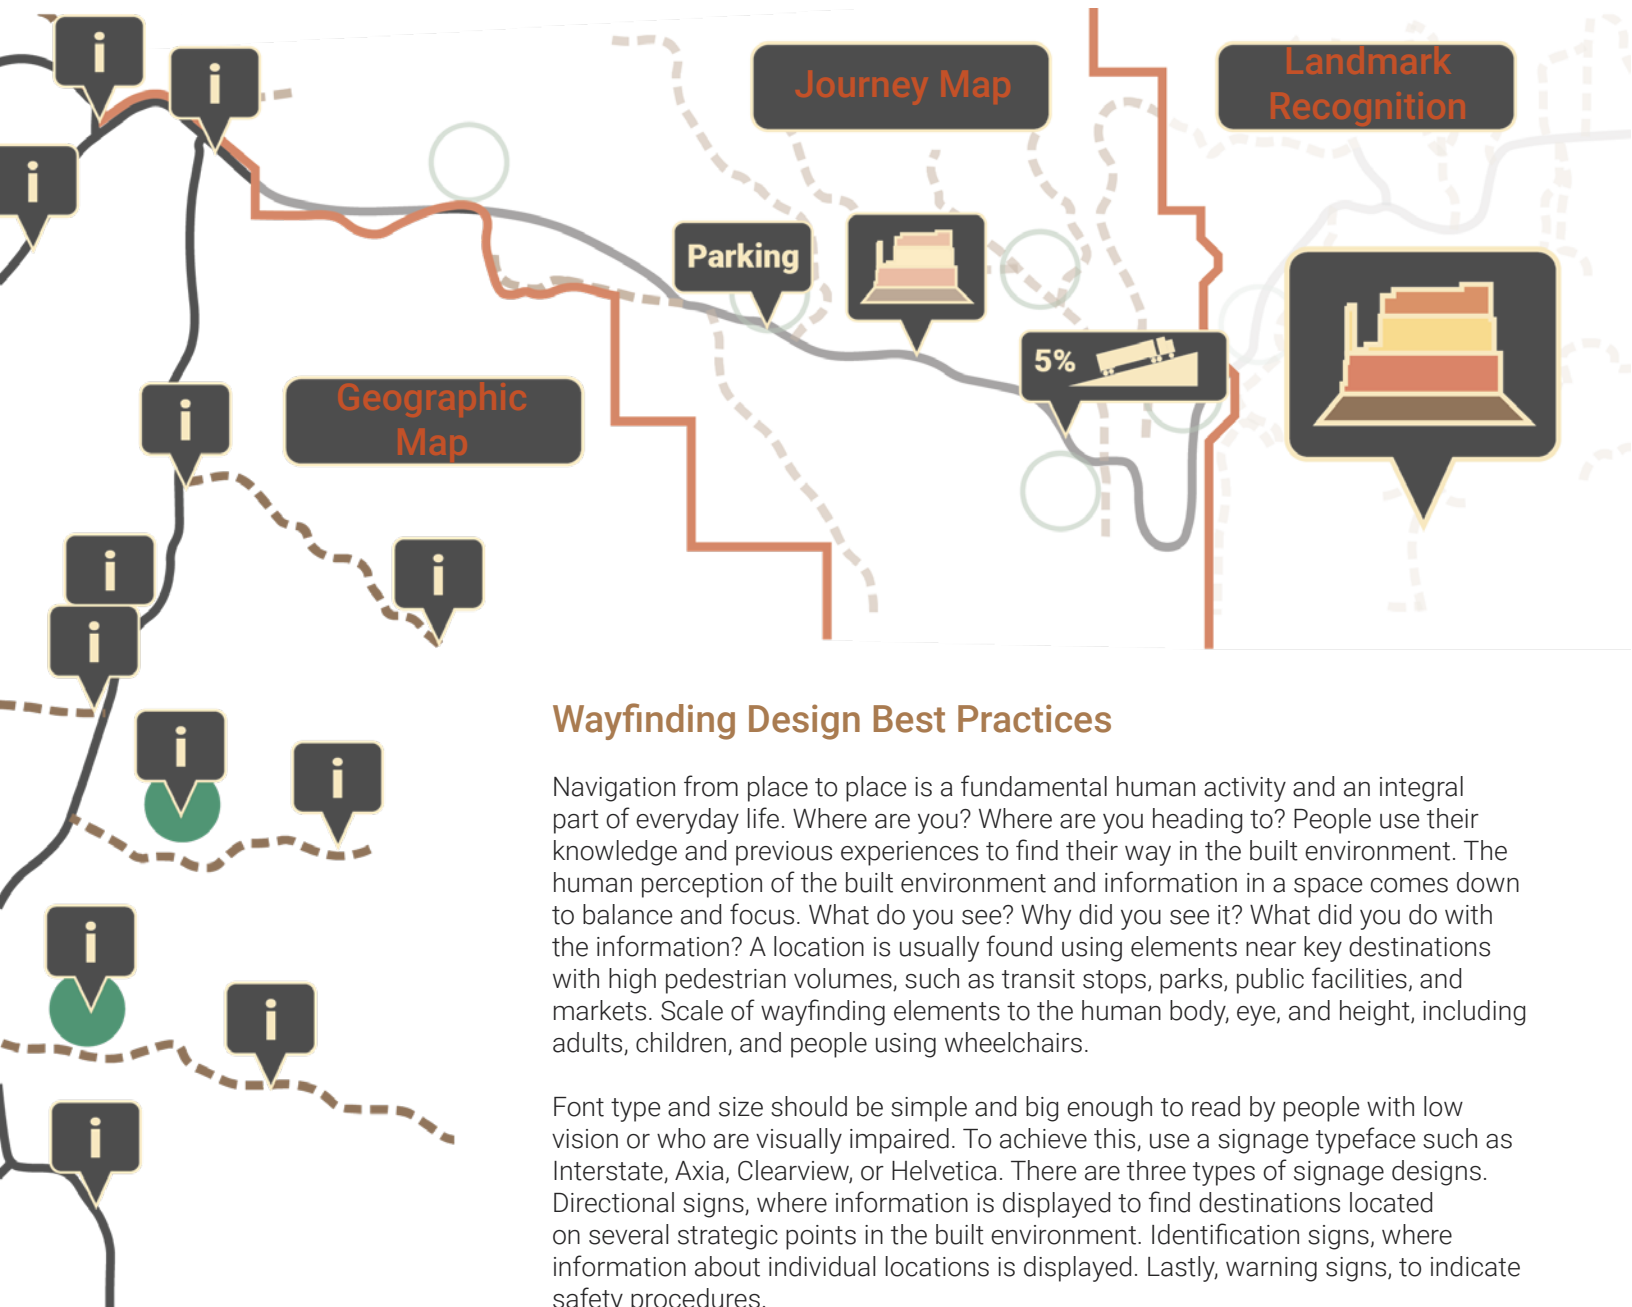 i
i
i
Journey Map
Landmark
Recognition
Parking
5%
Geographic
Map
i
i
i
i
i
i
i
i
i
Wayfinding Design Best Practices
Navigation from place to place is a fundamental human activity and an integral
part of everyday life. Where are you? Where are you heading to? People use their
knowledge and previous experiences to find their way in the built environment. The
human perception of the built environment and information in a space comes down
to balance and focus. What do you see? Why did you see it? What did you do with
the information? A location is usually found using elements near key destinations
with high pedestrian volumes, such as transit stops, parks, public facilities, and
markets. Scale of wayfinding elements to the human body, eye, and height, including
adults, children, and people using wheelchairs.
Font type and size should be simple and big enough to read by people with low
vision or who are visually impaired. To achieve this, use a signage typeface such as
Interstate, Axia, Clearview, or Helvetica. There are three types of signage designs.
Directional signs, where information is displayed to find destinations located
on several strategic points in the built environment. Identification signs, where
information about individual locations is displayed. Lastly, warning signs, to indicate
safety procedures.